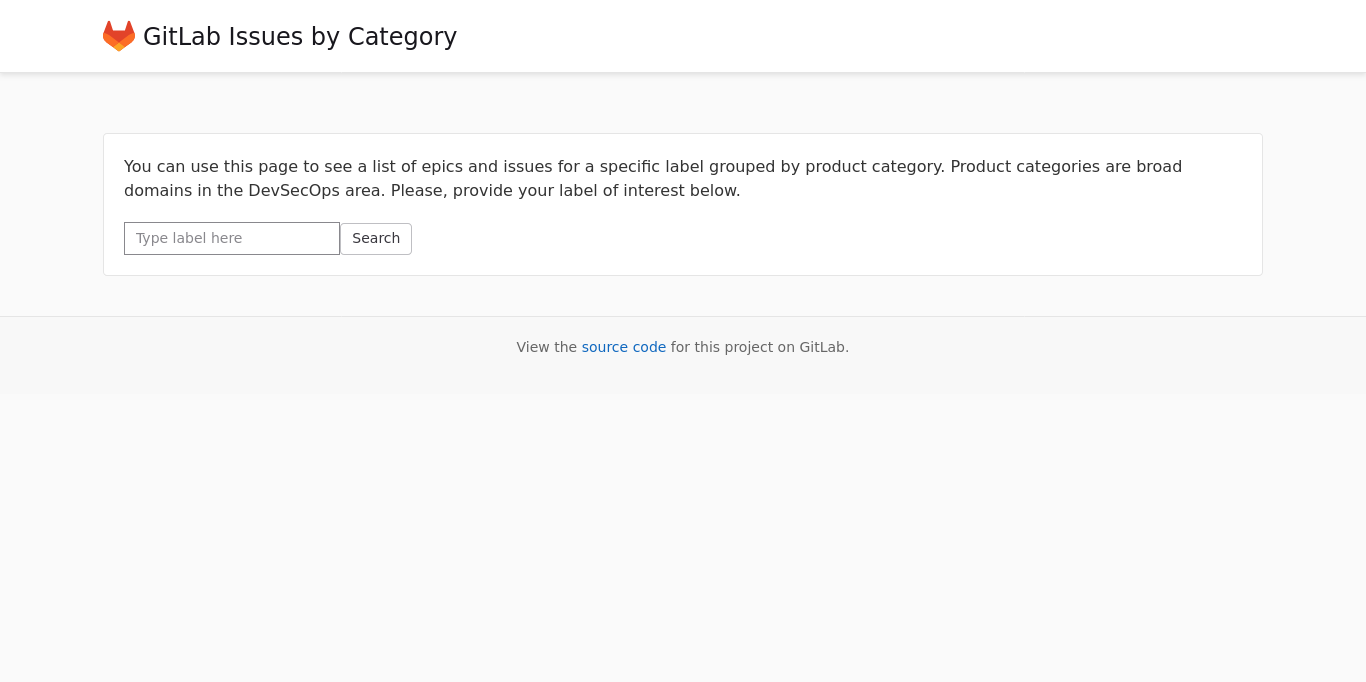 GitLab Issues by Category
You can use this page to see a list of epics and issues for a specific label grouped by product category. Product categories are broad
domains in the DevSecOps area. Please, provide your label of interest below.
Type label here Search
View the source code for this project on GitLab.